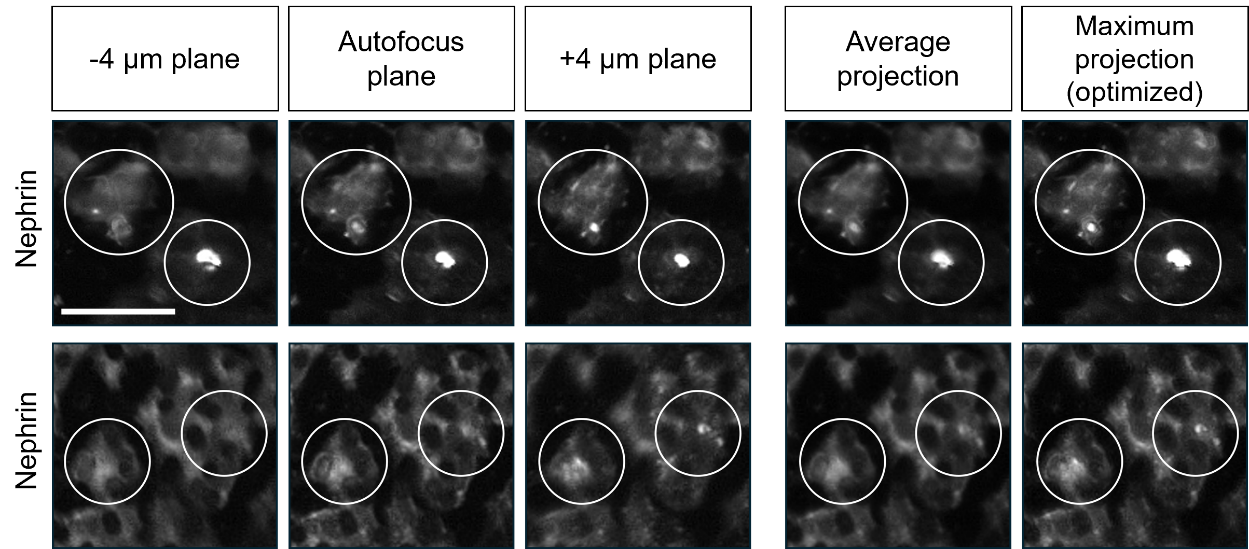 -4 µm plane
Autofocus
plane
+4 µm plane
Average
projection
Maximum
projection
(optimized)
Nephrin
Nephrin